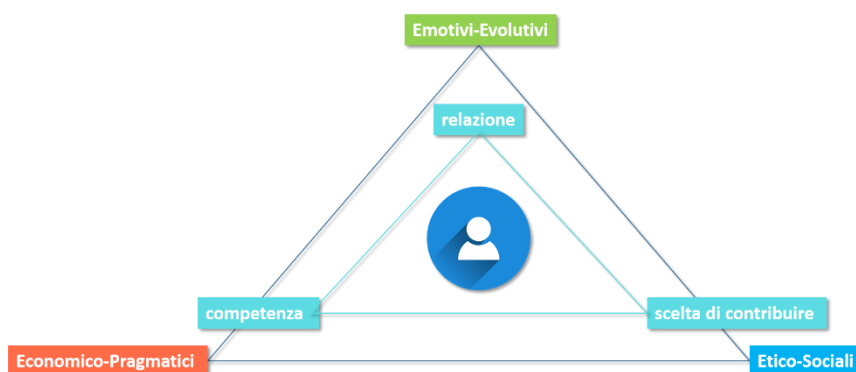 Emotivi-Evolutivi
relazione
competenza
scelta di contribuire
Economico-Pragmatici
Etico-Sociali